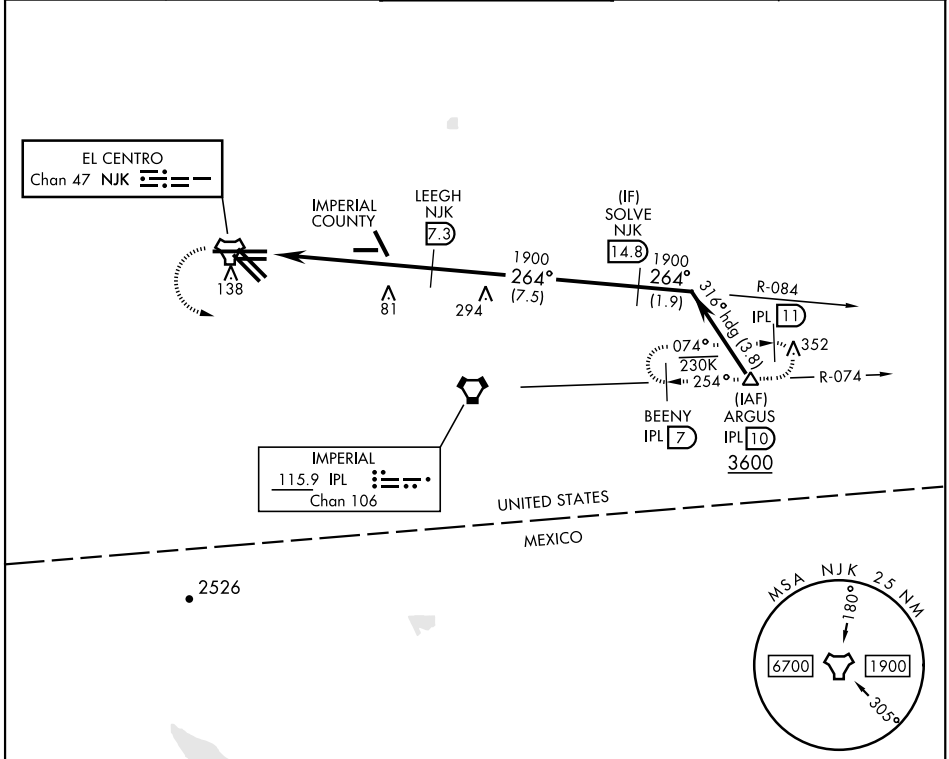 EL CENTRO
Chan 47 NJK
IMPERIAL
COUNTY
LEEGH
NJK
7.3
(IF)
SOLVE
NJK
14.8
1900
264°
(7.5)
1900
264°
(1.9)
316° hdg (3.8)
R-084
IPL 11
138
81
294
352
074°
230K
254°
R-074
BEENY
IPL 7
(IAF)
ARGUS
IPL 10
3600
IMPERIAL
115.9 IPL
Chan 106
UNITED STATES
MEXICO
2526
MSA NJK 25 NM
180°
6700
1900
305°